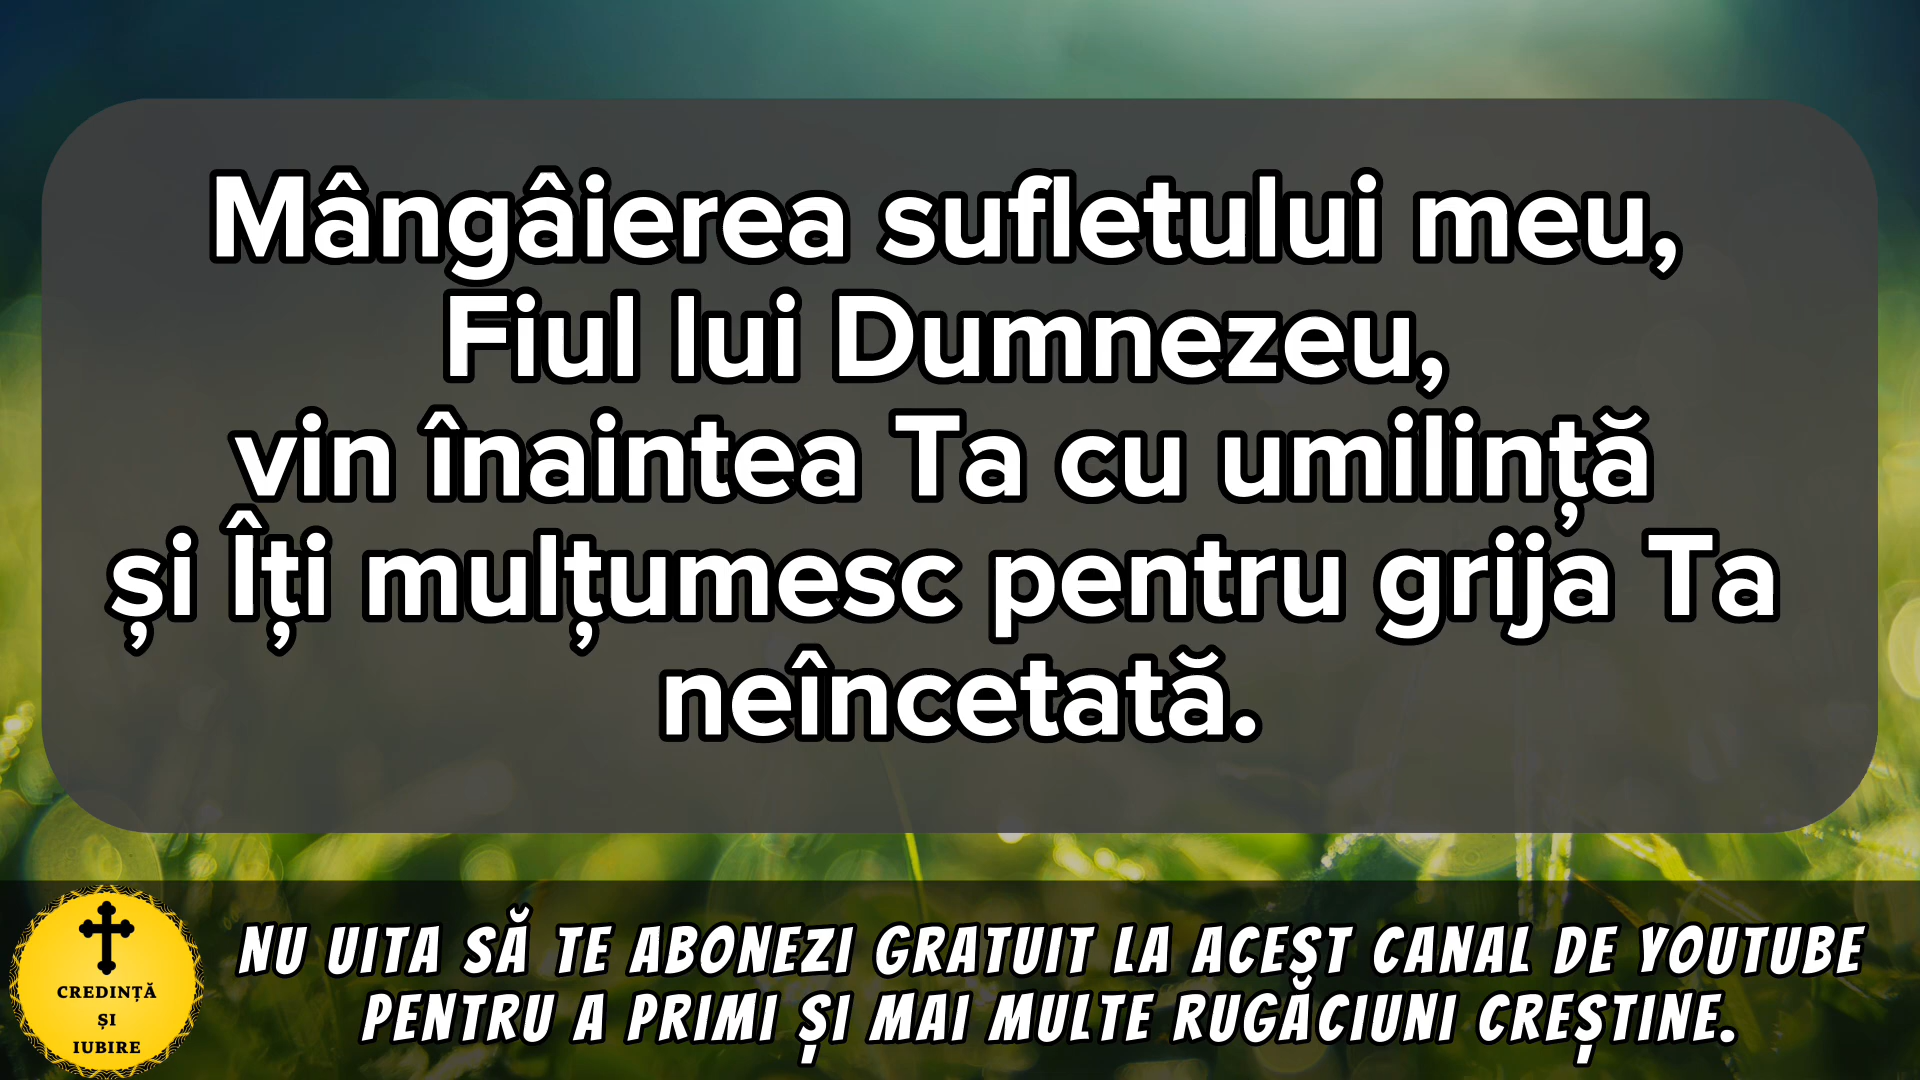 Mângâierea sufletului meu,
Fiul lui Dumnezeu,
vin înaintea Ta cu umilință
și Îți mulțumesc pentru grija Ta
neîncetată.
CREDINȚĂ
ȘI
IUBIRE
NU UITA SĂ TE ABONEZI GRATUIT LA ACEST CANAL DE YOUTUBE
PENTRU A PRIMI ȘI MAI MULTE RUGĂCIUNI CREȘTINE.